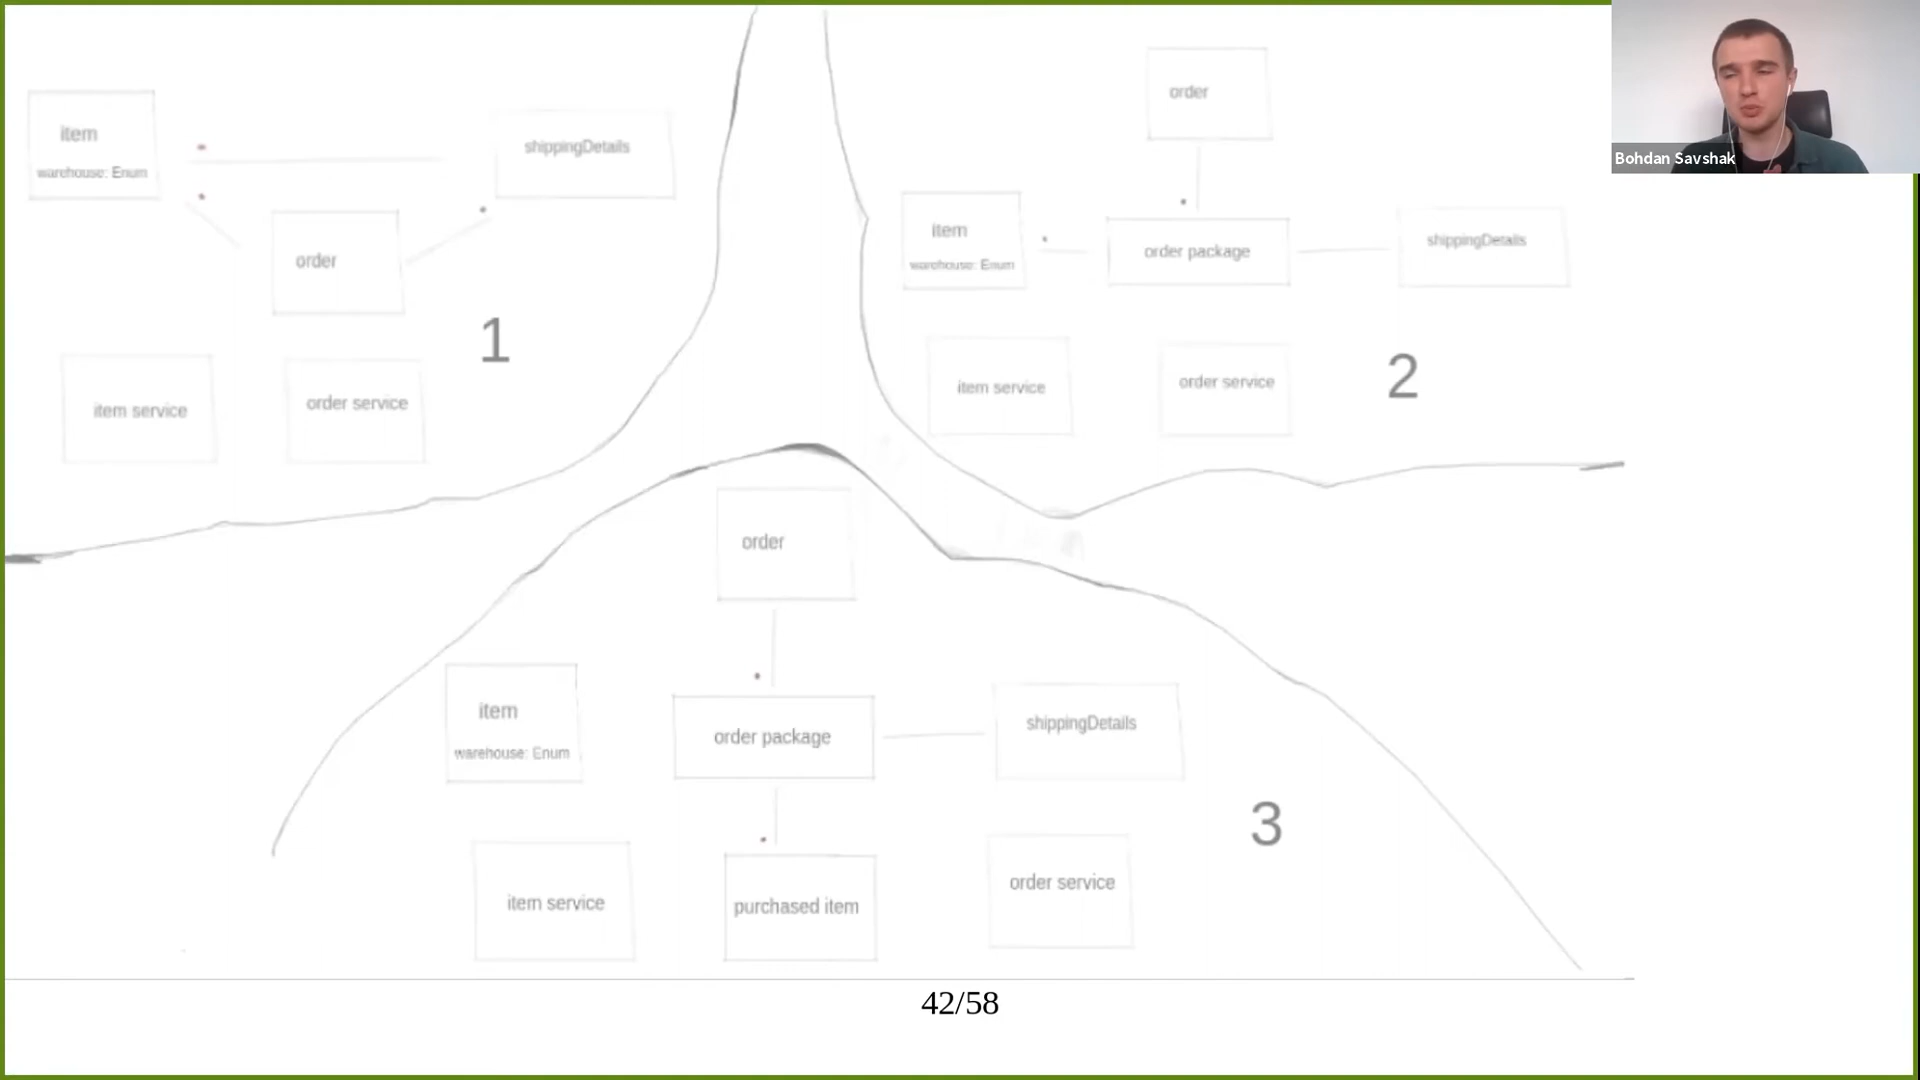 item
warehouse: Enum
shippingDetails
order
item service
order service
1
order
item
warehouse: Enum
order package
shippingDetails
item service
order service
2
order
item
warehouse: Enum
order package
shippingDetails
item service
purchased item
order service
3
42/58
Bohdan Savshak